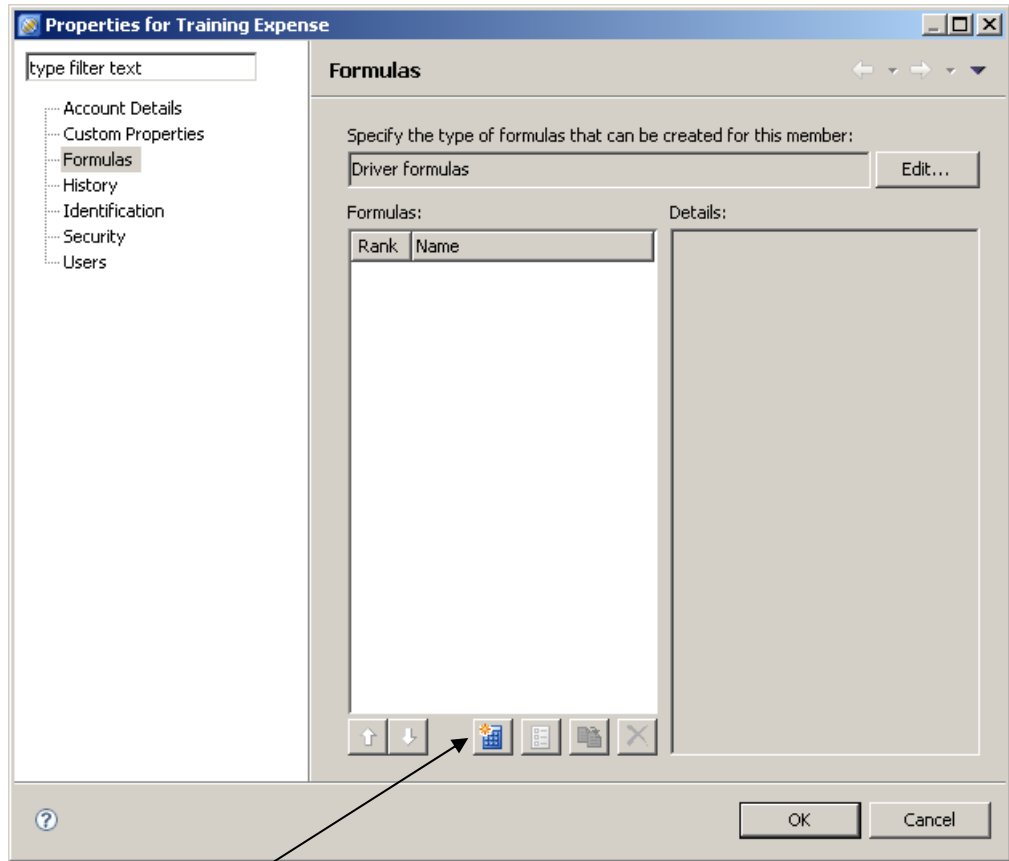 Properties for Training Expense
type filter text
Account Details
Custom Properties
Formulas
History
Identification
Security
Users
Formulas
Specify the type of formulas that can be created for this member:
Driver formulas
Edit...
Formulas:
Details:
Rank Name
OK
Cancel